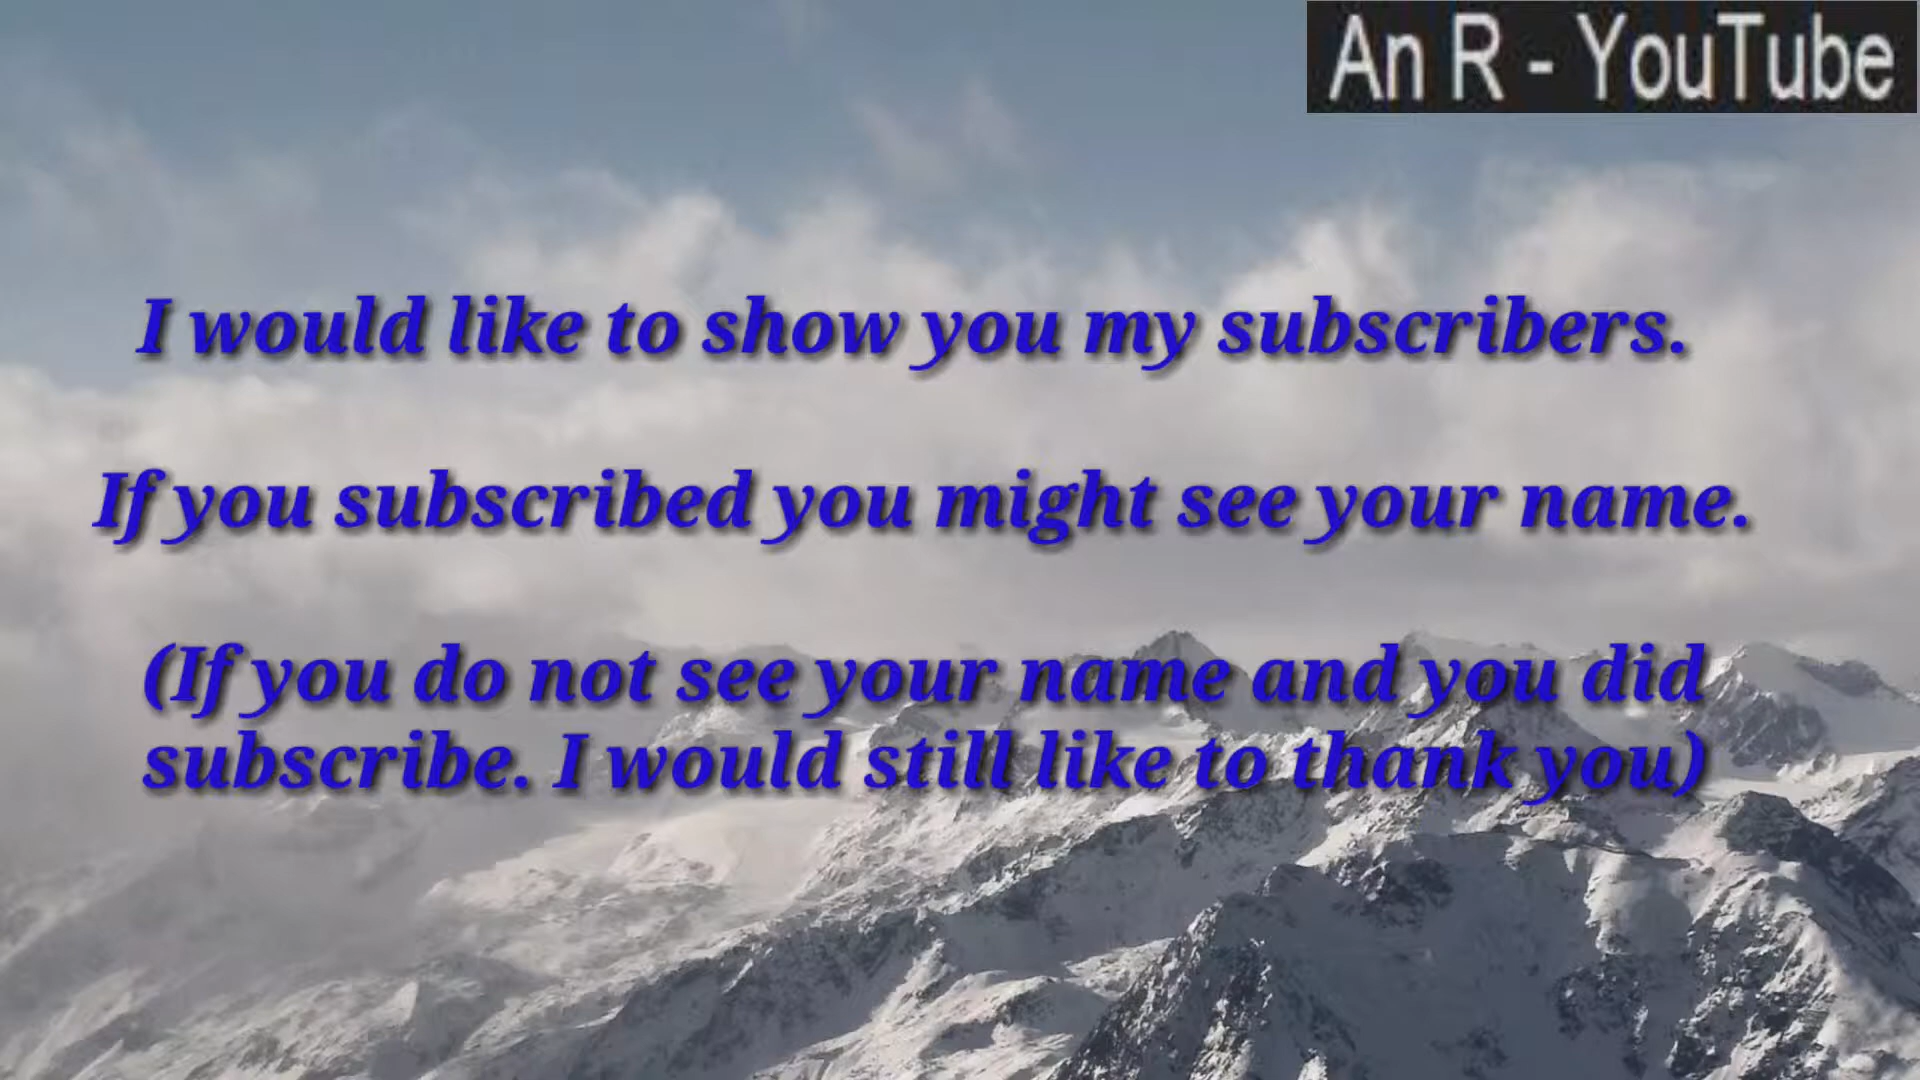 An R - YouTube
I would like to show you my subscribers.
If you subscribed you might see your name.
(If you do not see your name and you did
subscribe. I would still like to thank you)